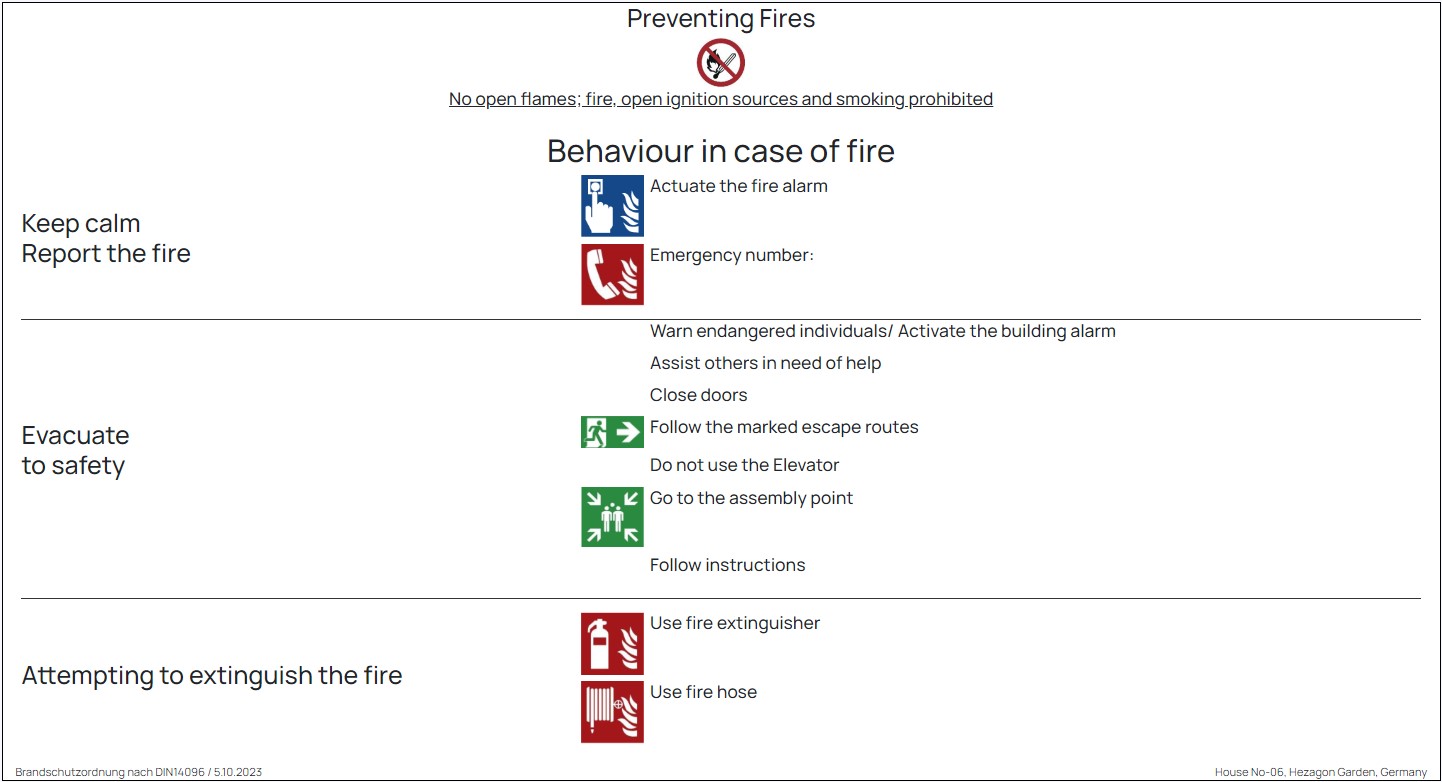 Preventing Fires
No open flames; fire, open ignition sources and smoking prohibited
Behaviour in case of fire
Keep calm
Report the fire
Actuate the fire alarm
Emergency number:
Evacuate
to safety
Warn endangered individuals/ Activate the building alarm
Assist others in need of help
Close doors
Follow the marked escape routes
Do not use the Elevator
Go to the assembly point
Follow instructions
Attempting to extinguish the fire
Use fire extinguisher
Use fire hose
Brandschutzordnung nach DIN14096 / 5.10.2023
House No-06, Hezagon Garden, Germany